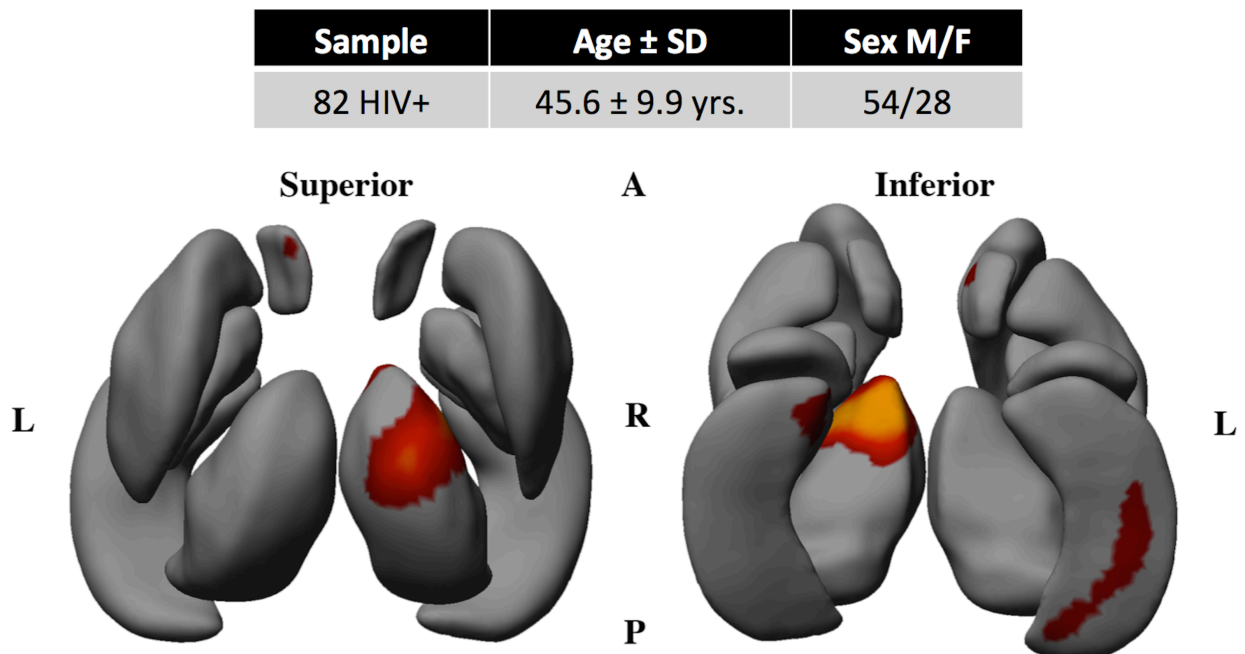 Sample Age ± SD Sex M/F
82 HIV+ 45.6 ± 9.9 yrs. 54/28
Superior A Inferior
L R L
P